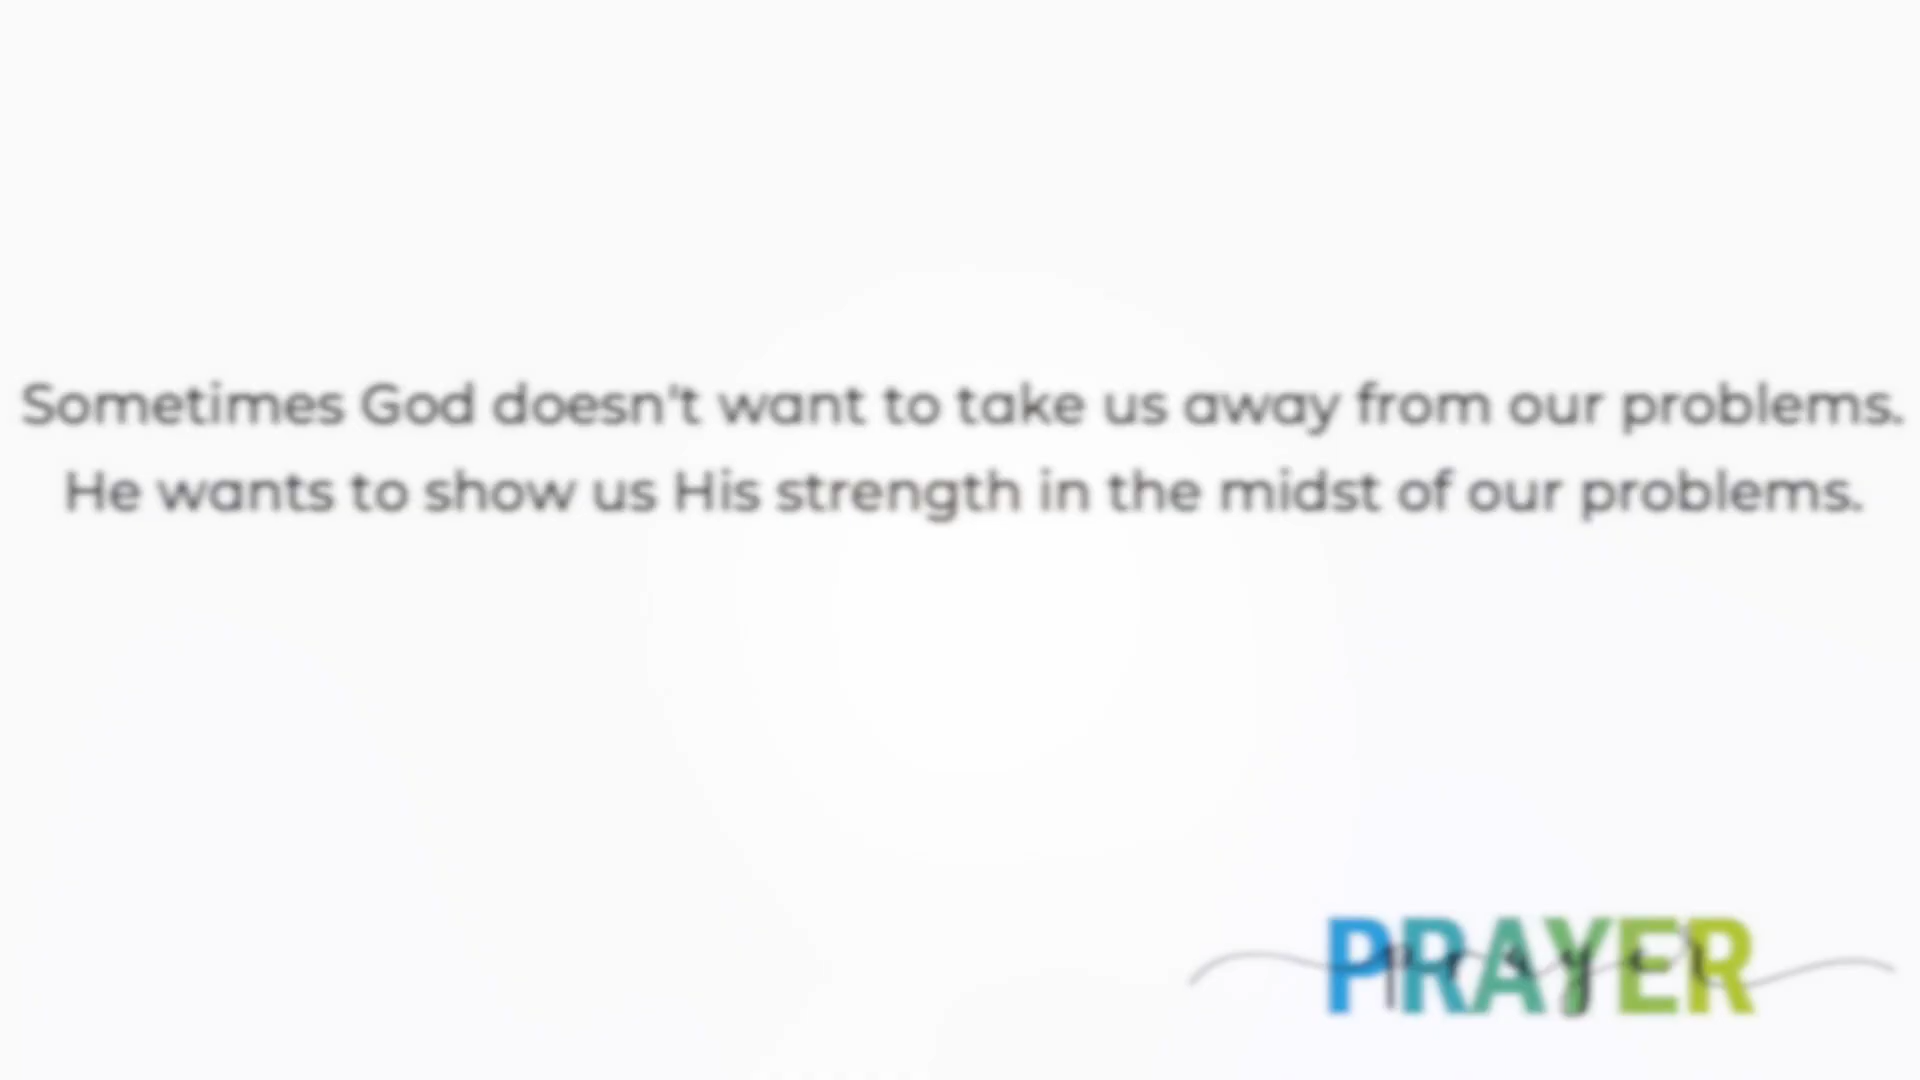 Sometimes God doesn't want to take us away from our problems.
He wants to show us His strength in the midst of our problems.
PRAYER
prayer